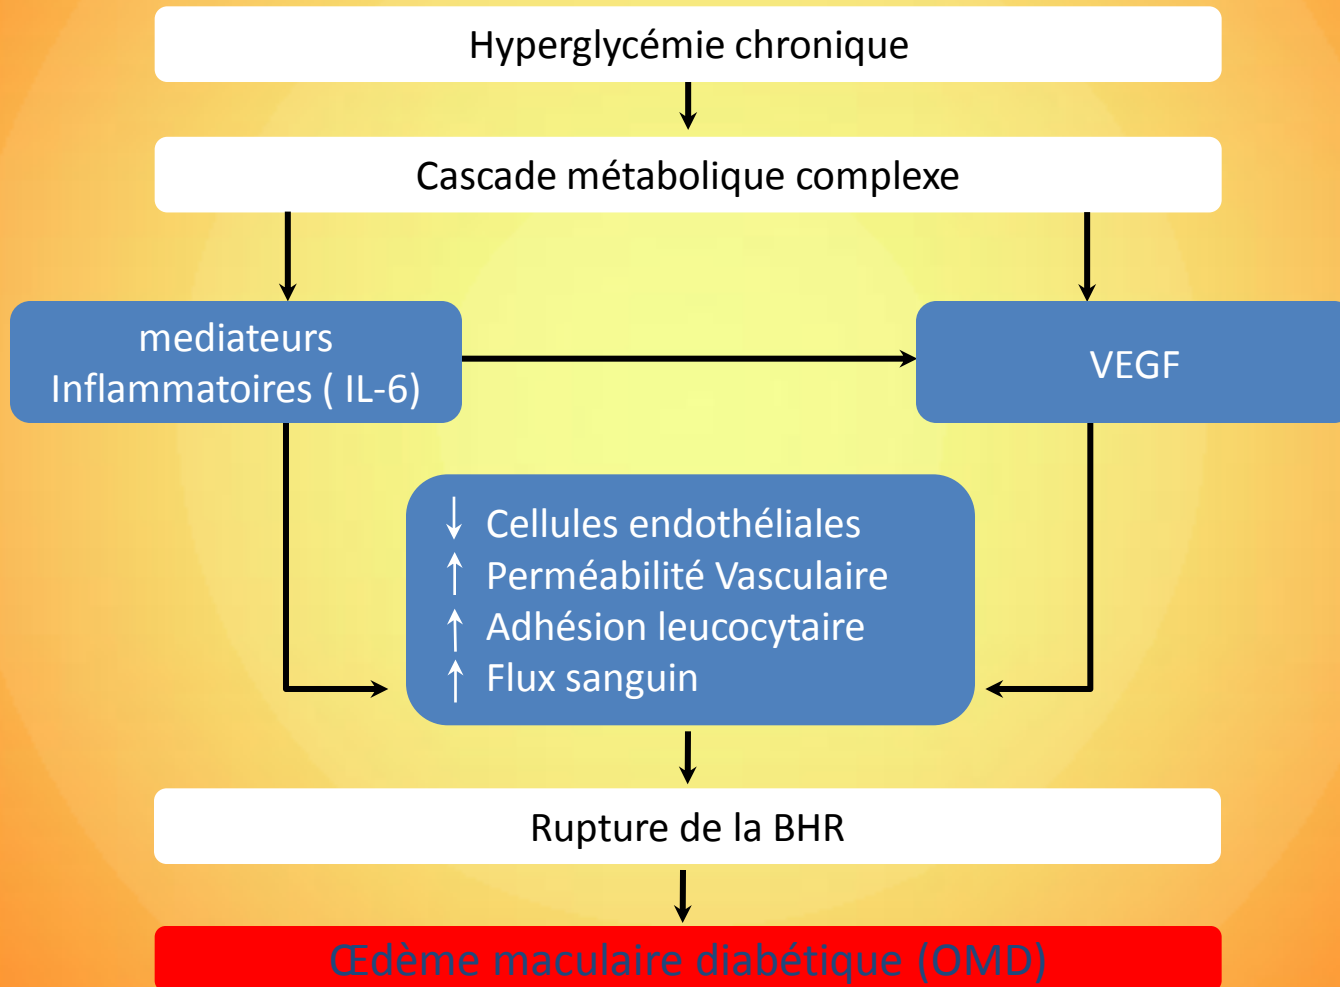 Hyperglycémie chronique
Cascade métabolique complexe
mediateurs
Inflammatoires ( IL-6)
VEGF
↓ Cellules endothéliales
↑ Perméabilité Vasculaire
↑ Adhésion leucocytaire
↑ Flux sanguin
Rupture de la BHR
Œdème maculaire diabétique (OMD)